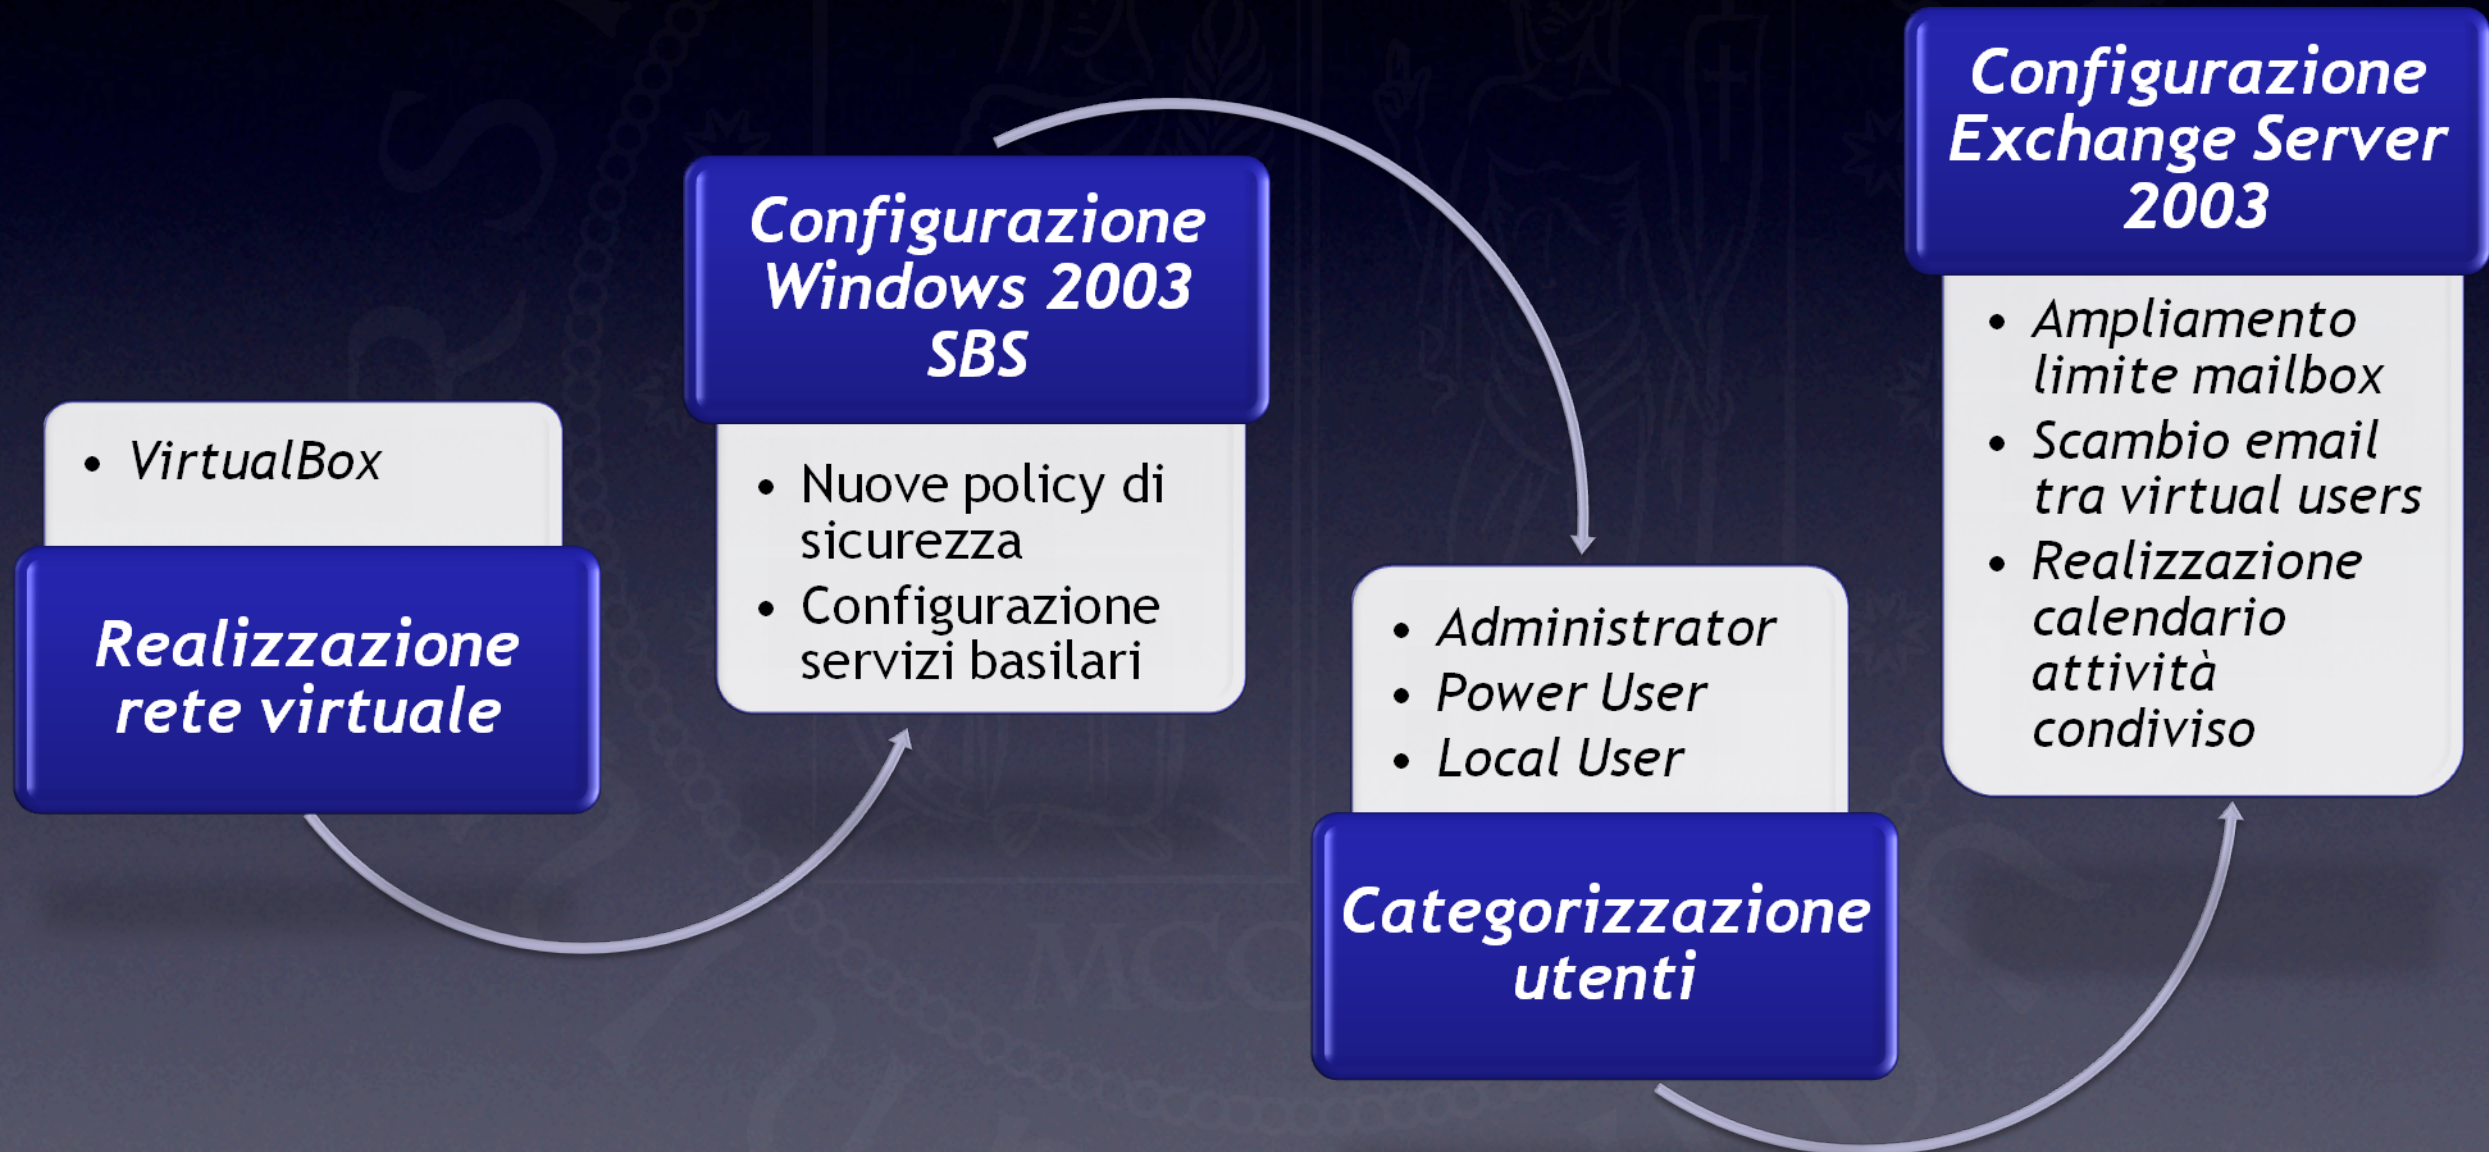 • VirtualBox
Realizzazione
rete virtuale
Configurazione
Windows 2003
SBS
• Nuove policy di
sicurezza
• Configurazione
servizi basilari
• Administrator
• Power User
• Local User
Categorizzazione
utenti
Configurazione
Exchange Server
2003
• Ampliamento
limite mailbox
• Scambio email
tra virtual users
• Realizzazione
calendario
attività
condiviso